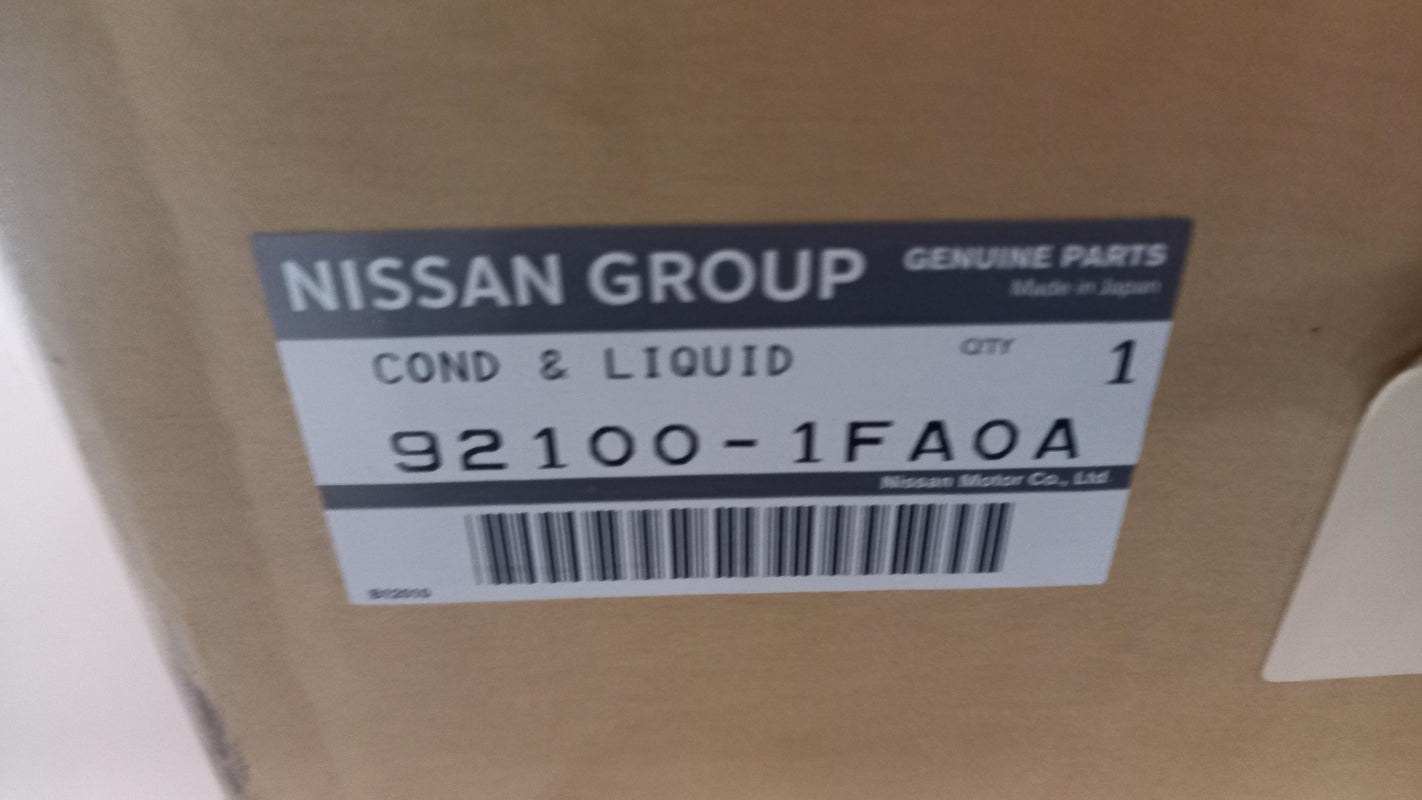 NISSAN GROUP GENUINE PARTS
Made in Japan
COND & LIQUID QTY 1
92100-1FA0A
Nissan Motor Co., Ltd.